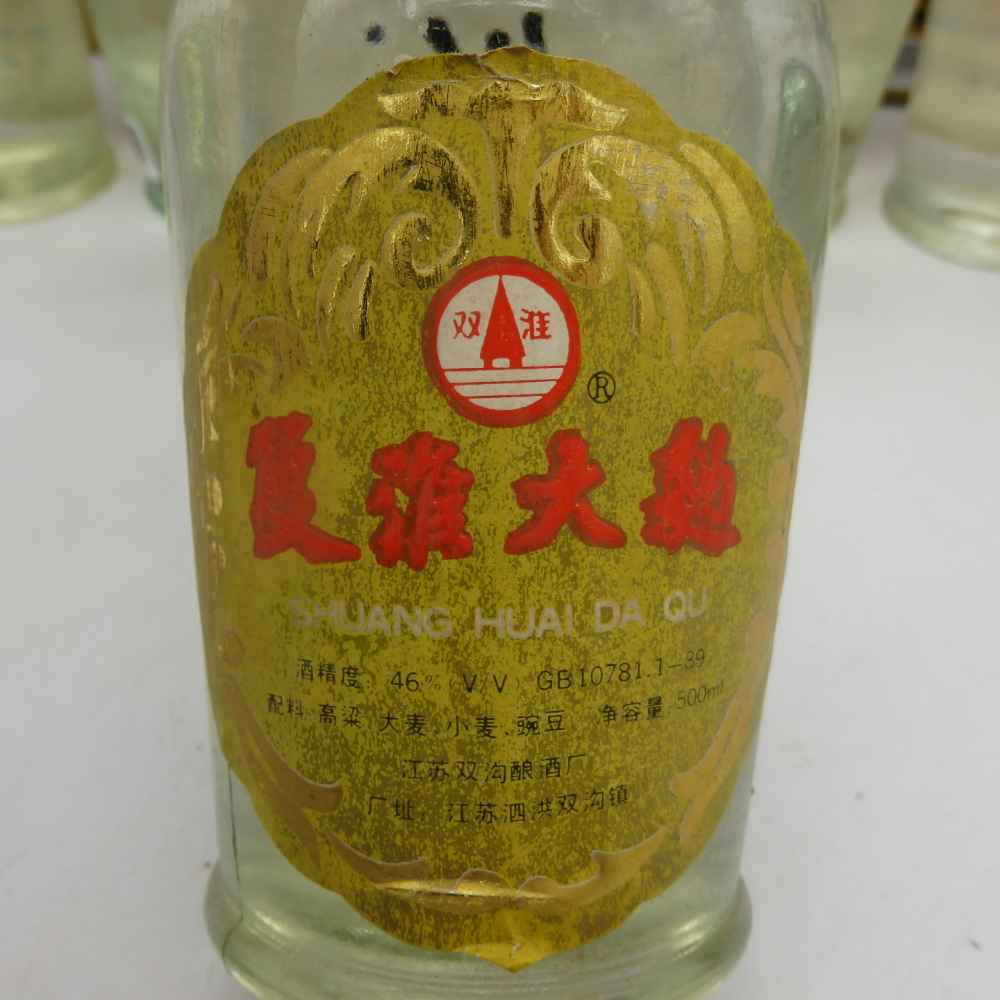 双淮
®
双淮大曲
SHUANG HUAI DA QU
酒精度: 46%(V/V) GB10781.1-89
配料:高粱、大麦、小麦、豌豆 净容量:500ml
江苏双沟酿酒厂
厂址:江苏泗洪双沟镇